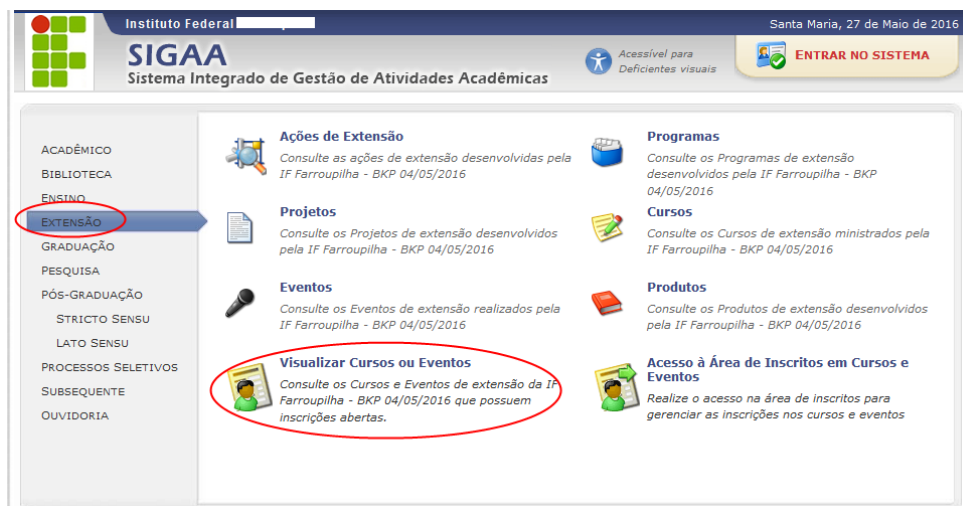 Instituto Federal
Santa Maria, 27 de Maio de 2016
SIGAA
Sistema Integrado de Gestão de Atividades Acadêmicas
Acessível para
Deficientes visuais
ENTRAR NO SISTEMA
ACADÊMICO
BIBLIOTECA
ENSINO
EXTENSÃO
GRADUAÇÃO
PESQUISA
PÓS-GRADUAÇÃO
STRICTO SENSU
LATO SENSU
PROCESSOS SELETIVOS
SUBSEQUENTE
OUVIDORIA
Ações de Extensão
Consulte as ações de extensão desenvolvidas pela
IF Farroupilha - BKP 04/05/2016
Programas
Consulte os Programas de extensão
desenvolvidos pela IF Farroupilha - BKP
04/05/2016
Projetos
Consulte os Projetos de extensão desenvolvidos
pela IF Farroupilha - BKP 04/05/2016
Cursos
Consulte os Cursos de extensão ministrados pela
IF Farroupilha - BKP 04/05/2016
Eventos
Consulte os Eventos de extensão realizados pela
IF Farroupilha - BKP 04/05/2016
Produtos
Consulte os Produtos de extensão desenvolvidos
pela IF Farroupilha - BKP 04/05/2016
Visualizar Cursos ou Eventos
Consulte os Cursos e Eventos de extensão da IF
Farroupilha - BKP 04/05/2016 que possuem
inscrições abertas.
Acesso à Área de Inscritos em Cursos e
Eventos
Realize o acesso na área de inscritos para
gerenciar as inscrições nos cursos e eventos